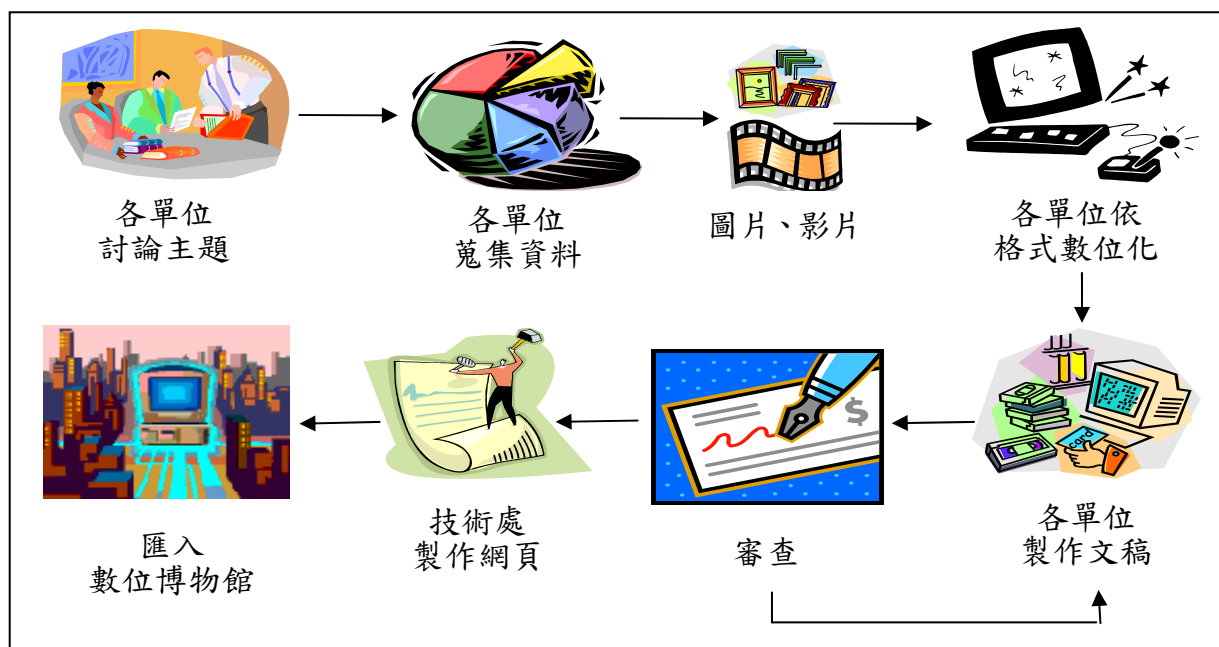 各單位
討論主題
各單位
蒐集資料
圖片、影片
各單位依
格式數位化
各單位
製作文稿
審查
技術處
製作網頁
匯入
數位博物館
$
card